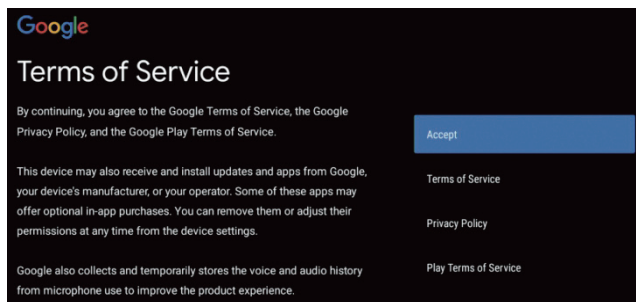 Google
Terms of Service
By continuing, you agree to the Google Terms of Service, the Google
Privacy Policy, and the Google Play Terms of Service.
This device may also receive and install updates and apps from Google,
your device's manufacturer, or your operator. Some of these apps may
offer optional in-app purchases. You can remove them or adjust their
permissions at any time from the device settings.
Google also collects and temporarily stores the voice and audio history
from microphone use to improve the product experience.
Accept
Terms of Service
Privacy Policy
Play Terms of Service